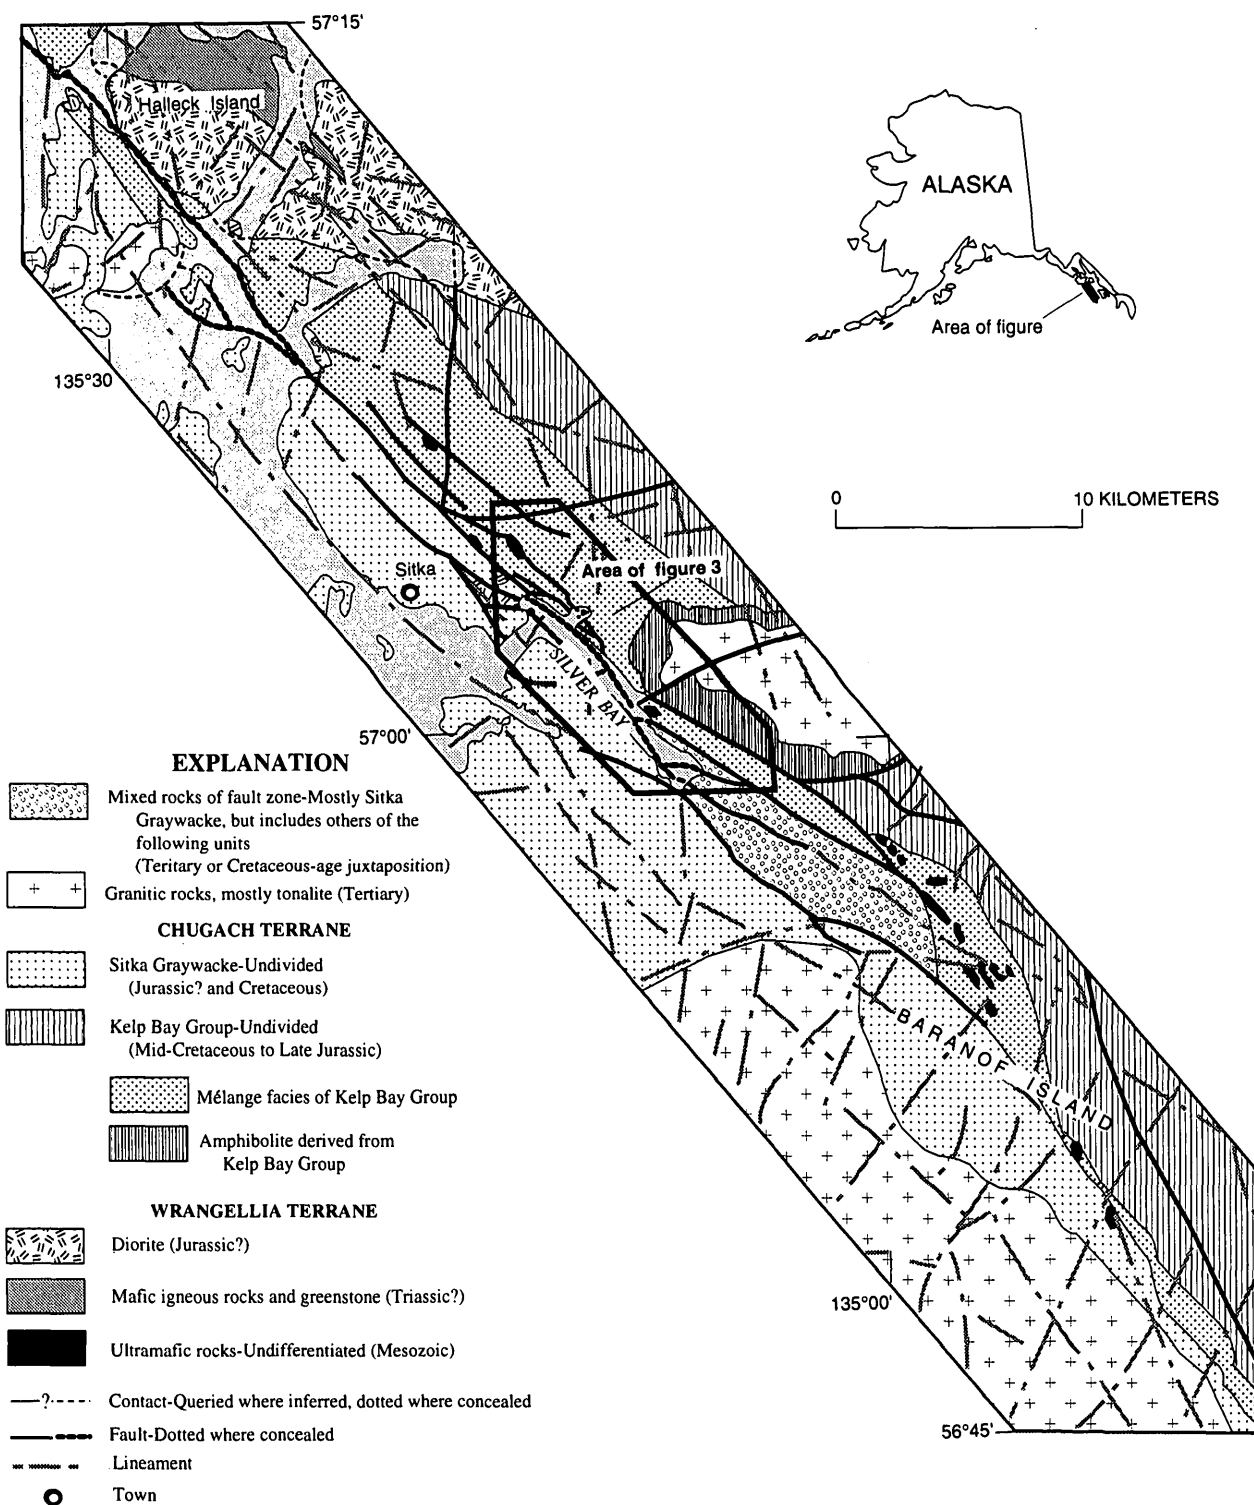 57°15'
Halleck Island
ALASKA
Area of figure
135°30
0 10 KILOMETERS
Sitka
Area of figure 3
SILVER BAY
57°00'
EXPLANATION
Mixed rocks of fault zone-Mostly Sitka
Graywacke, but includes others of the
following units
(Teritary or Cretaceous-age juxtaposition)
Granitic rocks, mostly tonalite (Tertiary)
CHUGACH TERRANE
Sitka Graywacke-Undivided
(Jurassic? and Cretaceous)
Kelp Bay Group-Undivided
(Mid-Cretaceous to Late Jurassic)
Mélange facies of Kelp Bay Group
Amphibolite derived from
Kelp Bay Group
WRANGELLIA TERRANE
Diorite (Jurassic?)
Mafic igneous rocks and greenstone (Triassic?)
Ultramafic rocks-Undifferentiated (Mesozoic)
?
Contact-Queried where inferred, dotted where concealed
Fault-Dotted where concealed
Lineament
Town
BARANOF ISLAND
135°00'
56°45'